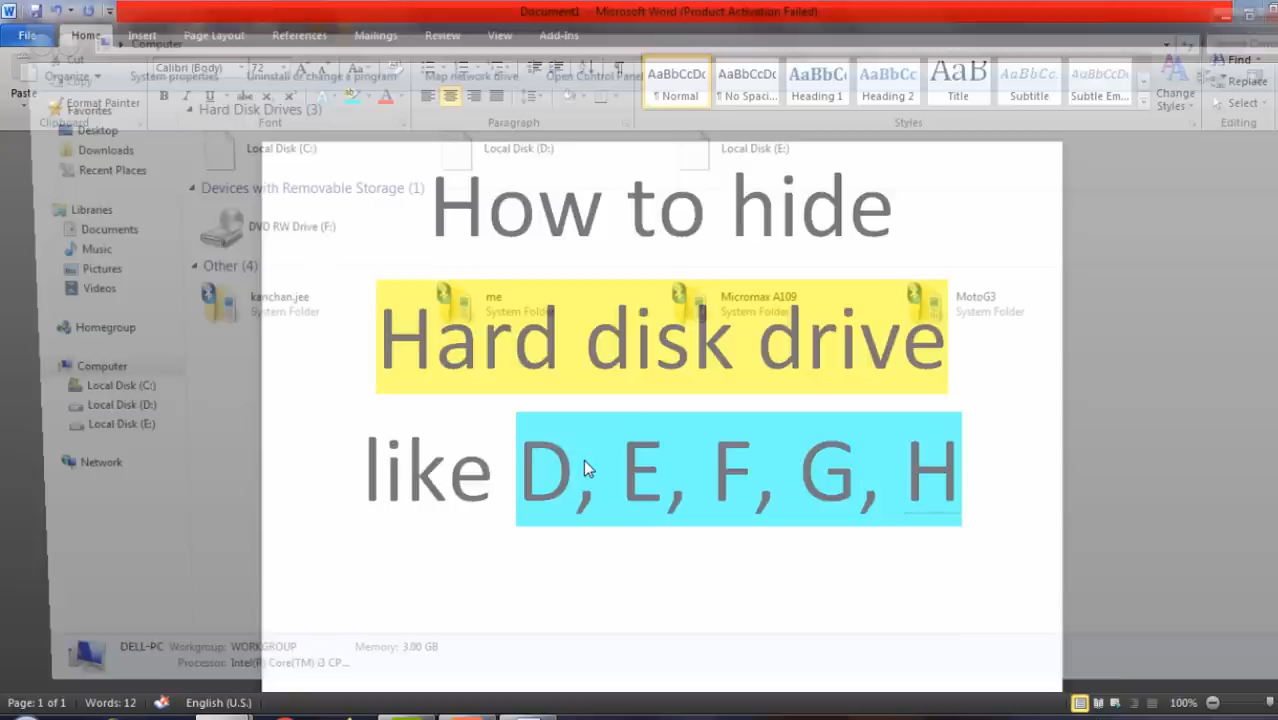 Document1 - Microsoft Word (Product Activation Failed)
File Home Insert Page Layout References Mailings Review View Add-Ins
Computer
Cut
Copy
Format Painter
Paste
Clipboard
Calibri (Body) 72
Font
Paragraph
AaBbCcDc AaBbCcDc AaBbCc AaBbCc AaB AaBbCc. AaBbCcDc
¶ Normal ¶ No Spaci... Heading 1 Heading 2 Title Subtitle Subtle Em...
Change Styles
Styles
Find
Replace
Select
Editing
Organize System properties Uninstall or change a program Map network drive Open Control Panel
Favorites
Desktop
Downloads
Recent Places
Libraries
Documents
Music
Pictures
Videos
Homegroup
Computer
Local Disk (C:)
Local Disk (D:)
Local Disk (E:)
Network
Hard Disk Drives (3)
Local Disk (C:) Local Disk (D:) Local Disk (E:)
Devices with Removable Storage (1)
DVD RW Drive (F:)
Other (4)
kanchan.jee me Micromax A109 MotoG3
System Folder System Folder System Folder System Folder
How to hide
Hard disk drive
like D, E, F, G, H
DELL-PC Workgroup: WORKGROUP Memory: 3.00 GB
Processor: Intel(R) Core(TM) i3 CP...
Page: 1 of 1 Words: 12 English (U.S.) 100%